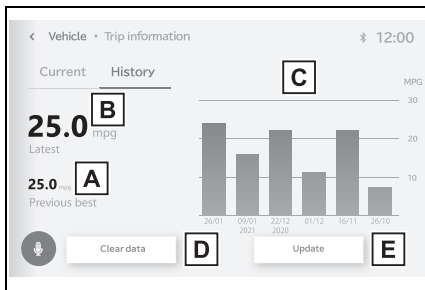 < Vehicle • Trip information
12:00
Current
History
C
MPG
B
25.0 mpg
Latest
A
25.0 mpg
Previous best
30
20
10
26/01 09/01 22/12 01/12 16/11 26/10
2021 2020
Clear data
D
Update
E